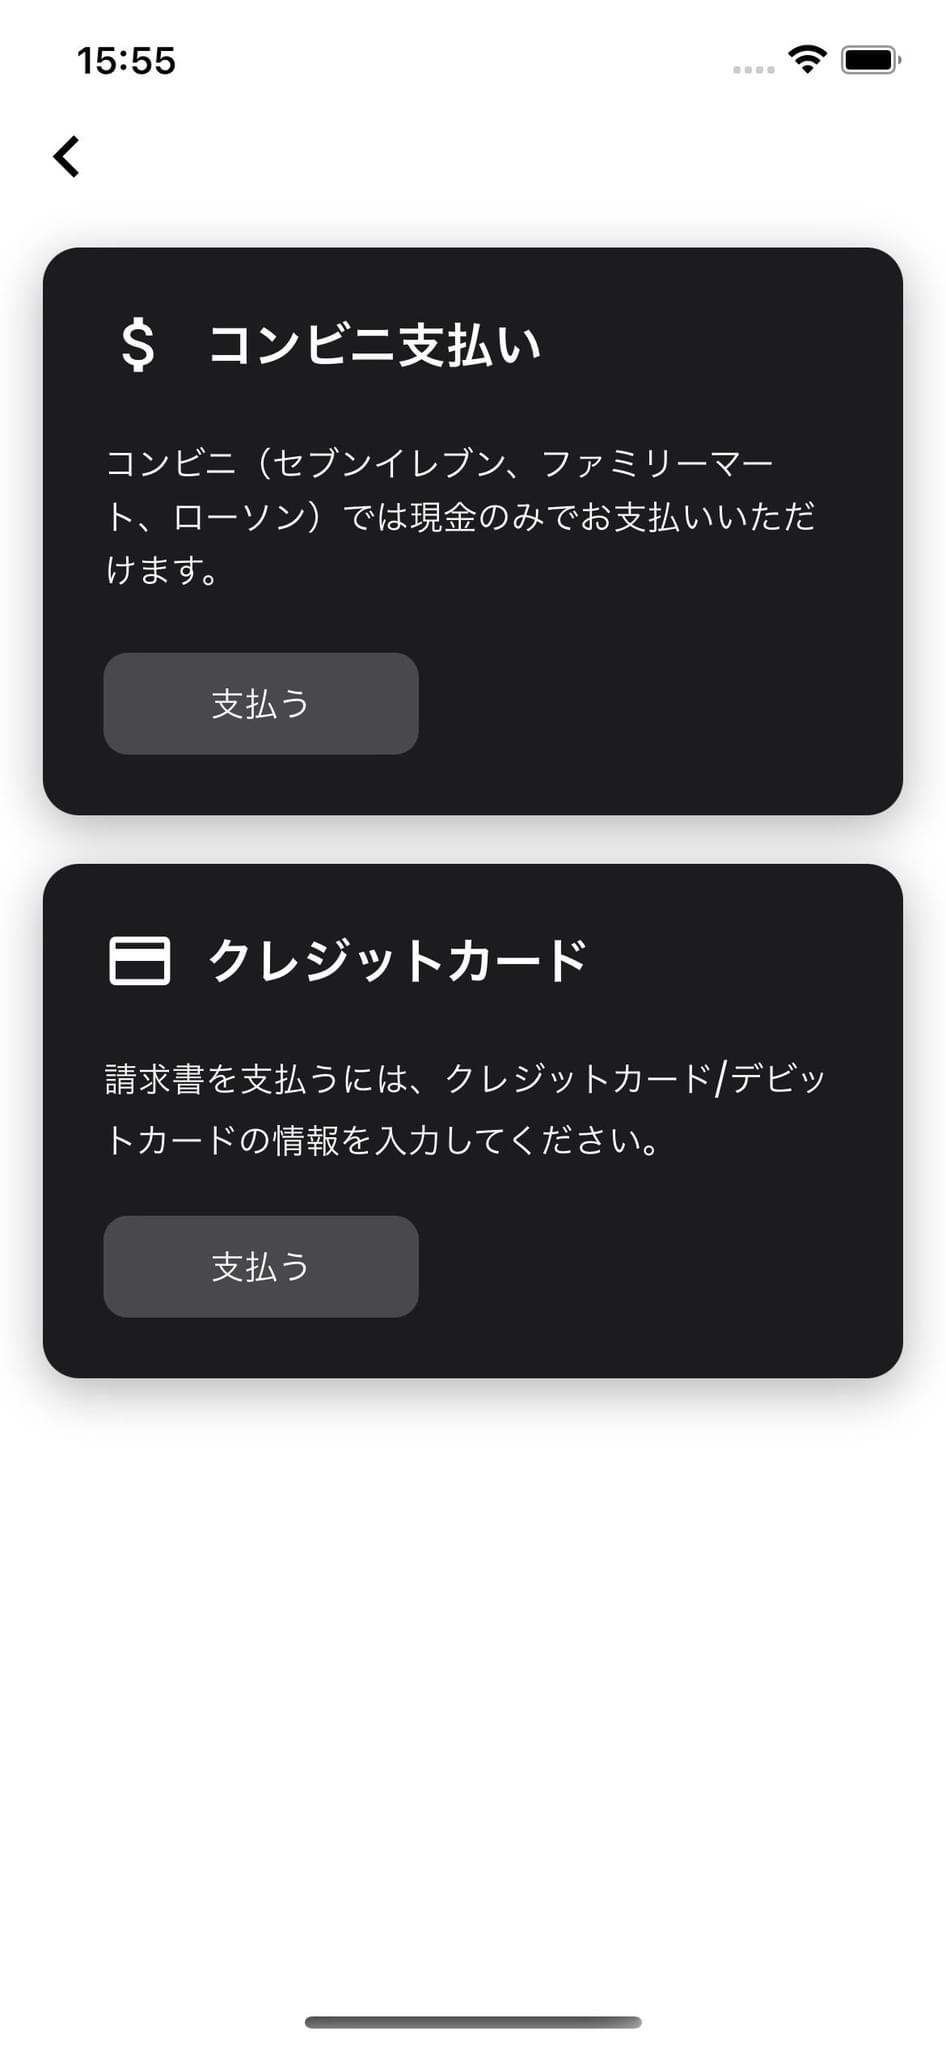 15:55
$ コンビニ支払い
コンビニ（セブンイレブン、ファミリーマー
ト、ローソン）では現金のみでお支払いいただ
けます。
支払う
クレジットカード
請求書を支払うには、クレジットカード/デビッ
トカードの情報を入力してください。
支払う